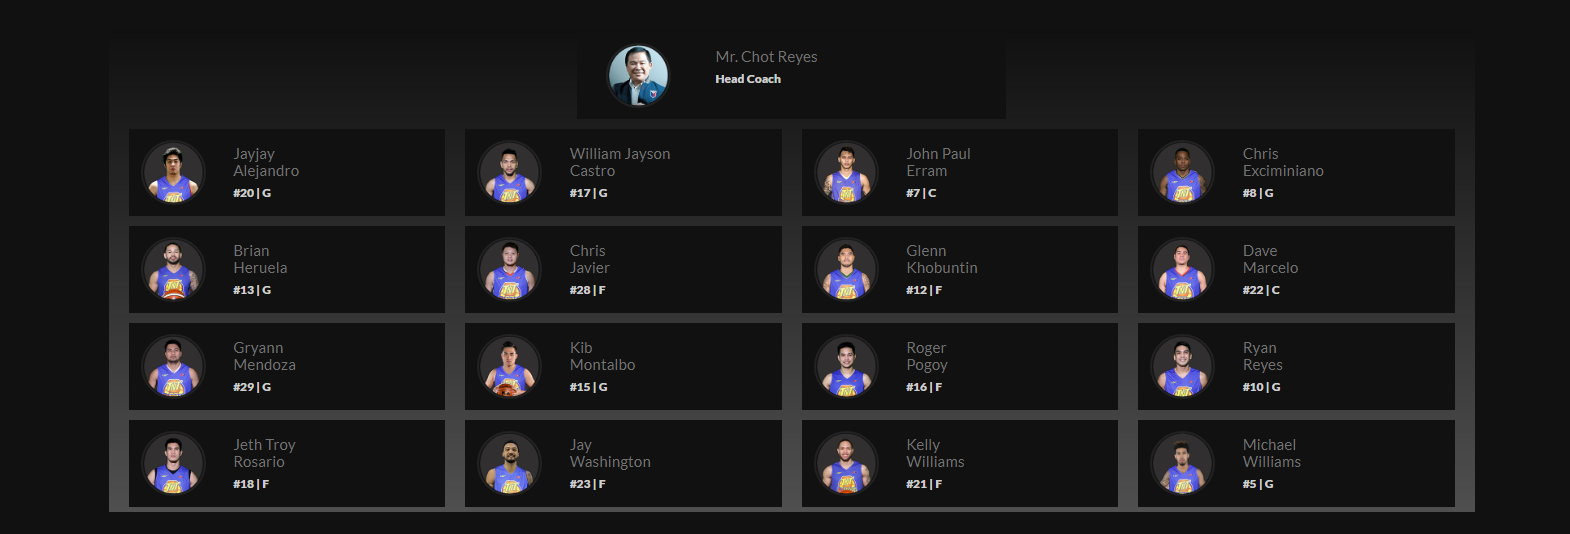 Mr. Chot Reyes
Head Coach
Jayjay
Alejandro
#20 | G
William Jayson
Castro
#17 | G
John Paul
Erram
#7 | C
Chris
Exciminiano
#8 | G
Brian
Heruela
#13 | G
Chris
Javier
#28 | F
Glenn
Khobuntin
#12 | F
Dave
Marcelo
#22 | C
Gryann
Mendoza
#29 | G
Kib
Montalbo
#15 | G
Roger
Pogoy
#16 | F
Ryan
Reyes
#10 | G
Jeth Troy
Rosario
#18 | F
Jay
Washington
#23 | F
Kelly
Williams
#21 | F
Michael
Williams
#5 | G